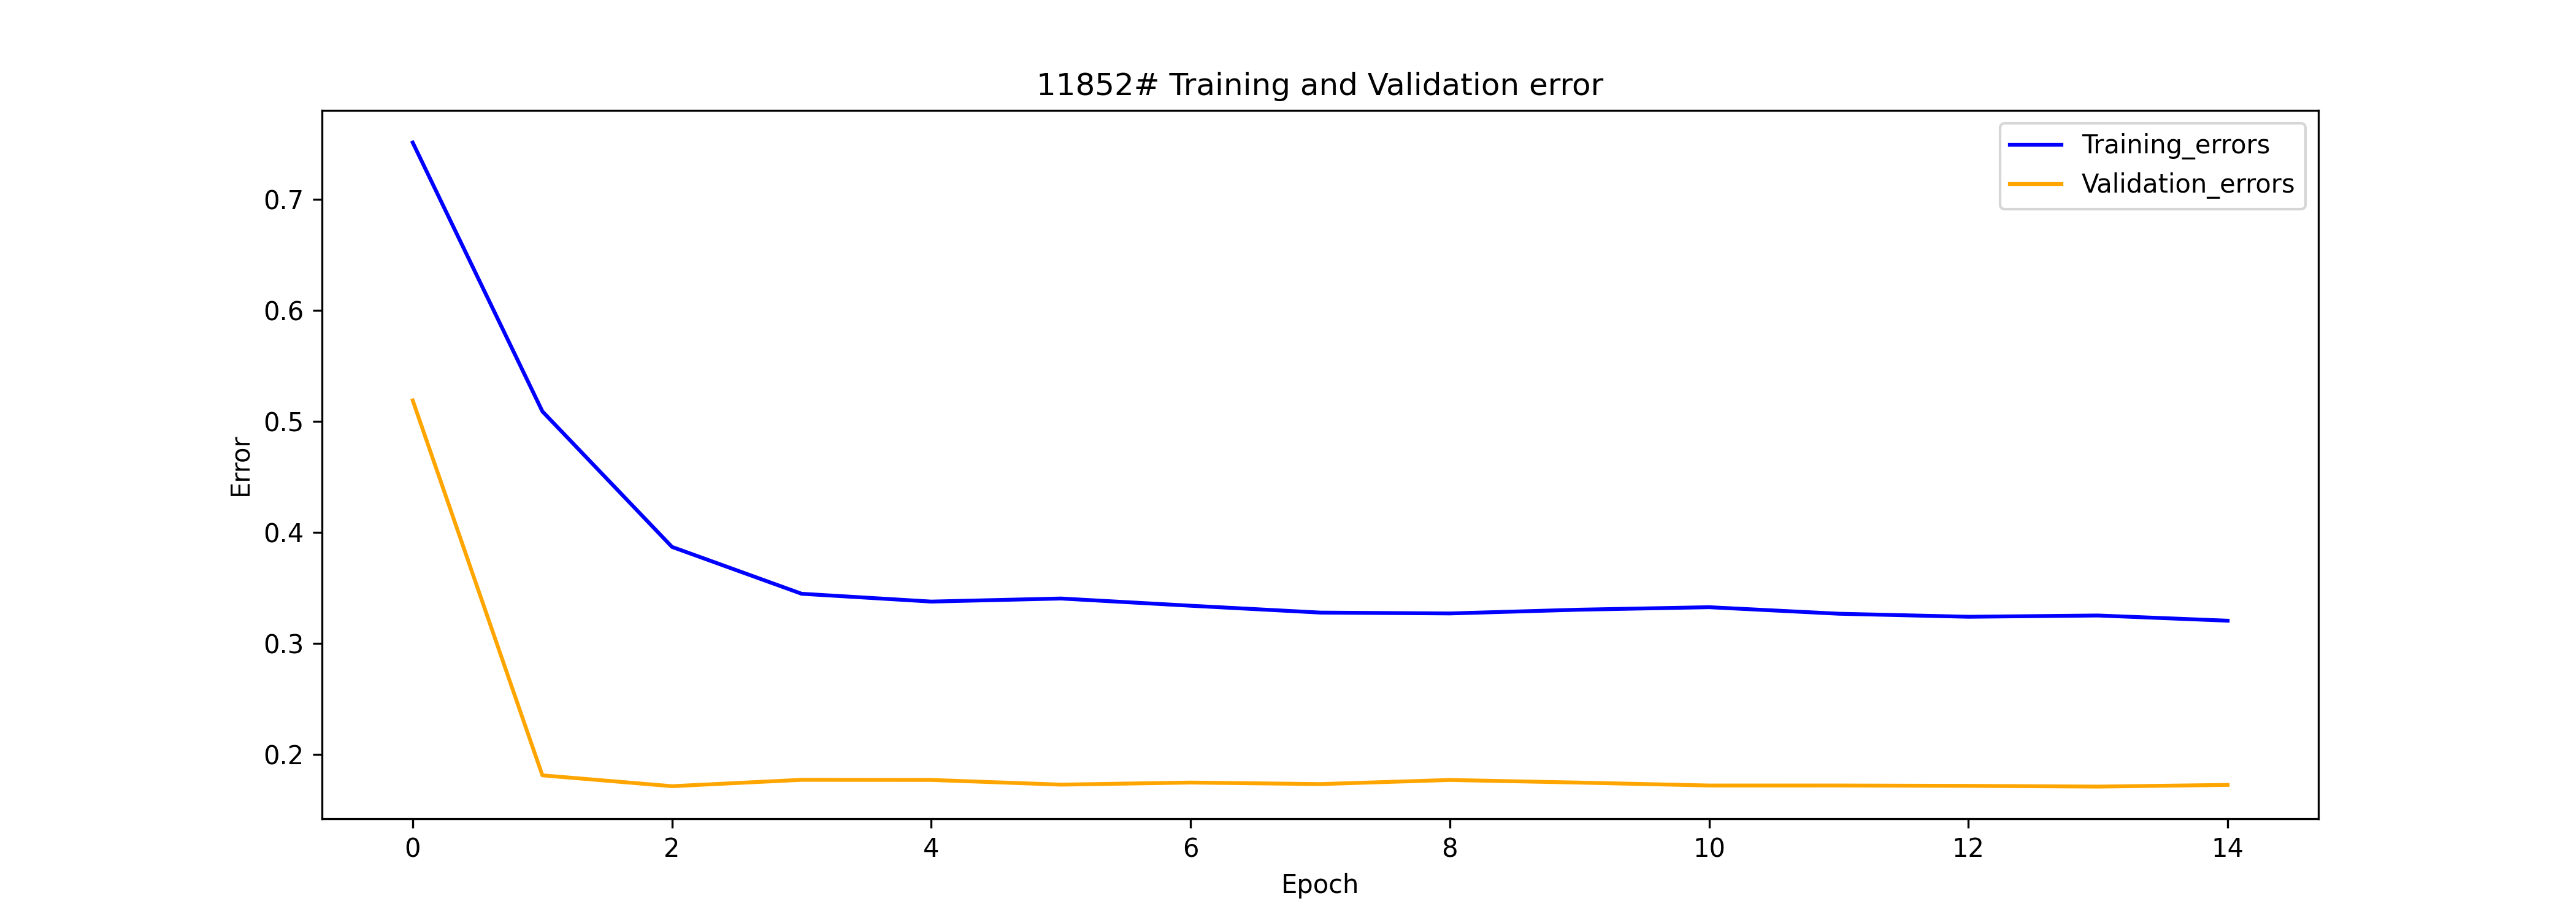 11852# Training and Validation error
Training_errors
Validation_errors
0.7
0.6
0.5
0.4
0.3
0.2
Error
0 2 4 6 8 10 12 14
Epoch